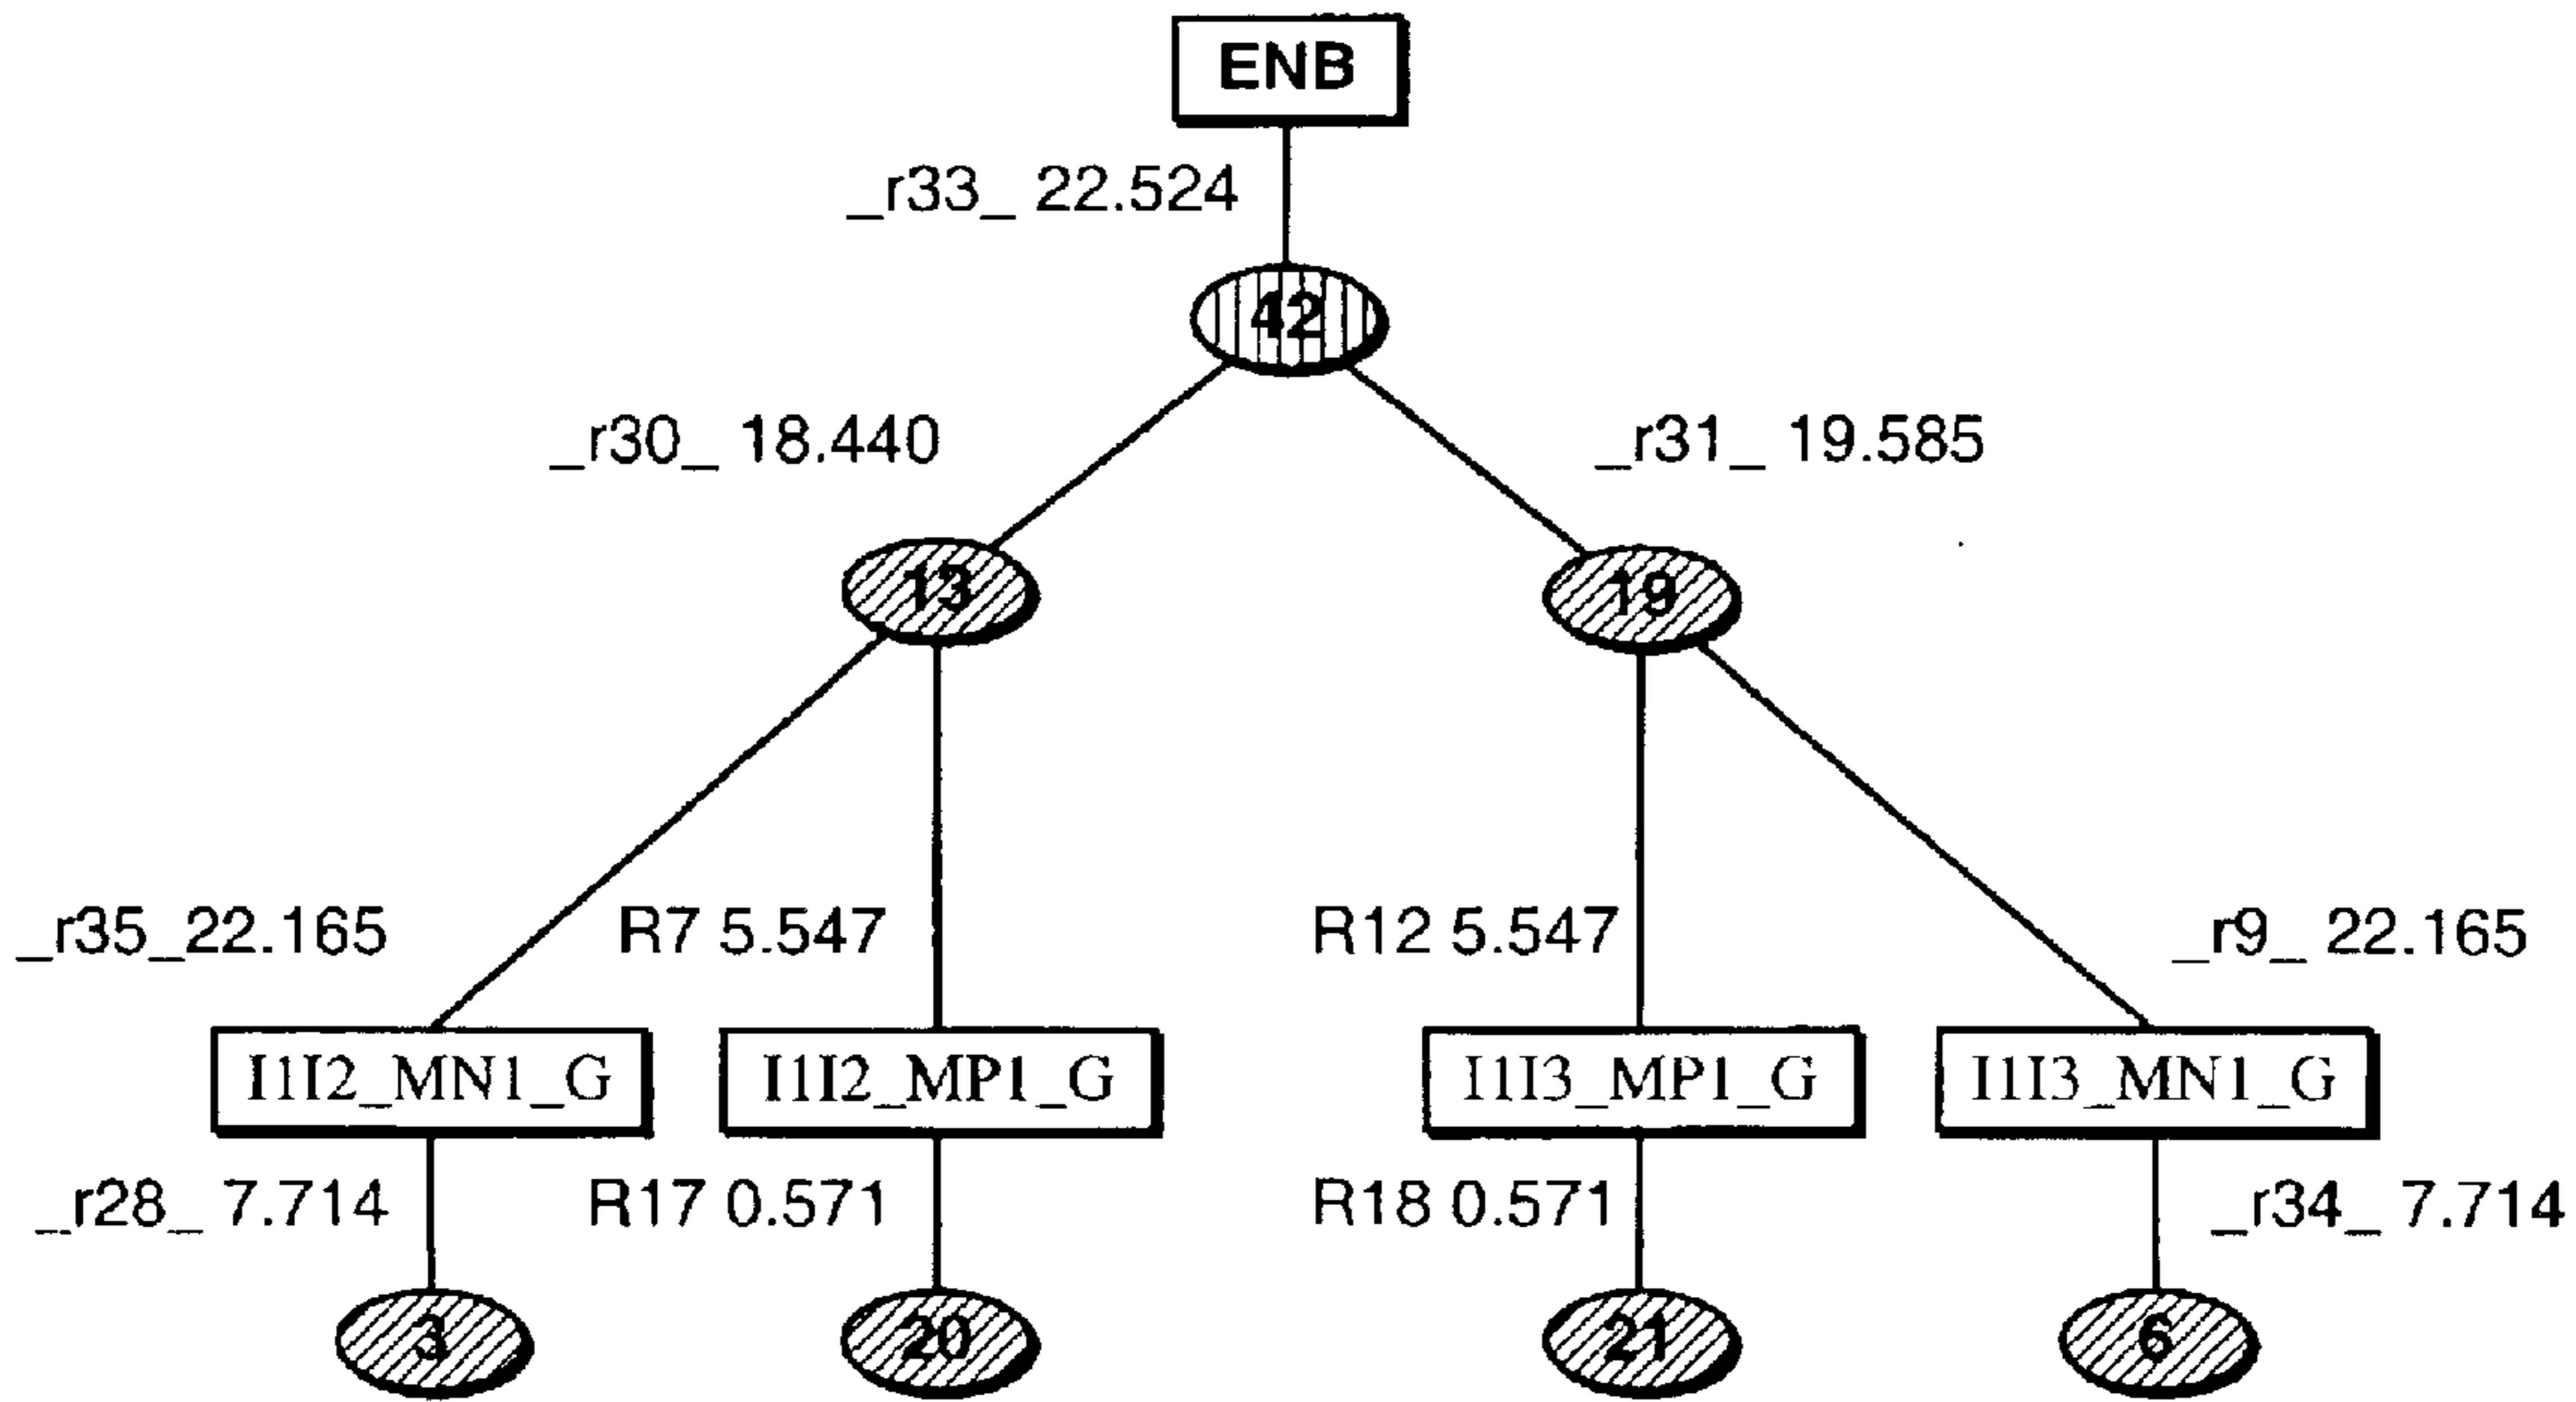 ENB
_r33_ 22.524
42
_r30_ 18.440
_r31_ 19.585
13
19
_r35_22.165
R7 5.547
R12 5.547
_r9_ 22.165
I1I2_MN1_G
I1I2_MP1_G
I1I3_MP1_G
I1I3_MN1_G
_r28_ 7.714
R17 0.571
R18 0.571
_r34_ 7.714
3
20
21
6